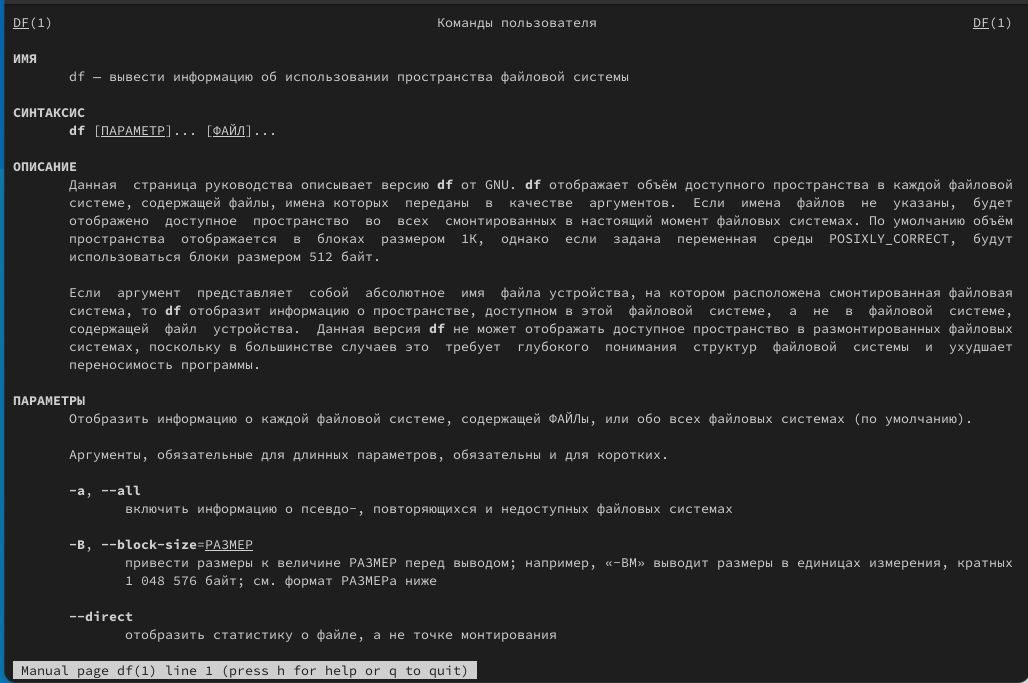 DF(1) Команды пользователя DF(1)
ИМЯ
df — вывести информацию об использовании пространства файловой системы
СИНТАКСИС
df [ПАРАМЕТР]... [ФАЙЛ]...
ОПИСАНИЕ
Данная страница руководства описывает версию df от GNU. df отображает объём доступного пространства в каждой файловой
системе, содержащей файлы, имена которых переданы в качестве аргументов. Если имена файлов не указаны, будет
отображено доступное пространство во всех смонтированных в настоящий момент файловых системах. По умолчанию объём
пространства отображается в блоках размером 1K, однако если задана переменная среды POSIXLY_CORRECT, будут
использоваться блоки размером 512 байт.
Если аргумент представляет собой абсолютное имя файла устройства, на котором расположена смонтированная файловая
система, то df отобразит информацию о пространстве, доступном в этой файловой системе, а не в файловой системе,
содержащей файл устройства. Данная версия df не может отображать доступное пространство в размонтированных файловых
системах, поскольку в большинстве случаев это требует глубокого понимания структур файловой системы и ухудшает
переносимость программы.
ПАРАМЕТРЫ
Отобразить информацию о каждой файловой системе, содержащей ФАЙЛы, или обо всех файловых системах (по умолчанию).
Аргументы, обязательные для длинных параметров, обязательны и для коротких.
-a, --all
включить информацию о псевдо-, повторяющихся и недоступных файловых системах
-B, --block-size=РАЗМЕР
привести размеры к величине РАЗМЕР перед выводом; например, «-BM» выводит размеры в единицах измерения, кратных
1 048 576 байт; см. формат РАЗМЕРа ниже
--direct
отобразить статистику о файле, а не точке монтирования
Manual page df(1) line 1 (press h for help or q to quit)